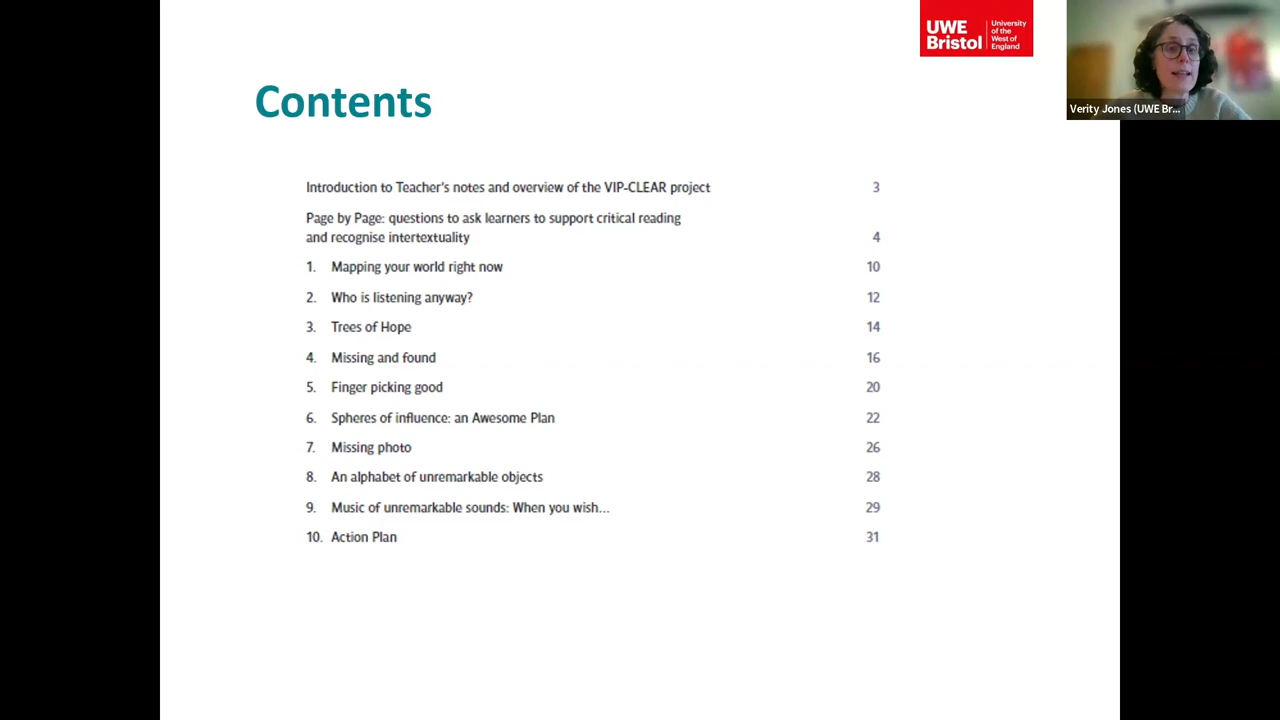 UWE Bristol
University of the West of England
Verity Jones (UWE Br...
Contents
Introduction to Teacher's notes and overview of the VIP-CLEAR project 3
Page by Page: questions to ask learners to support critical reading
and recognise intertextuality 4
1. Mapping your world right now 10
2. Who is listening anyway? 12
3. Trees of Hope 14
4. Missing and found 16
5. Finger picking good 20
6. Spheres of influence: an Awesome Plan 22
7. Missing photo 26
8. An alphabet of unremarkable objects 28
9. Music of unremarkable sounds: When you wish... 29
10. Action Plan 31